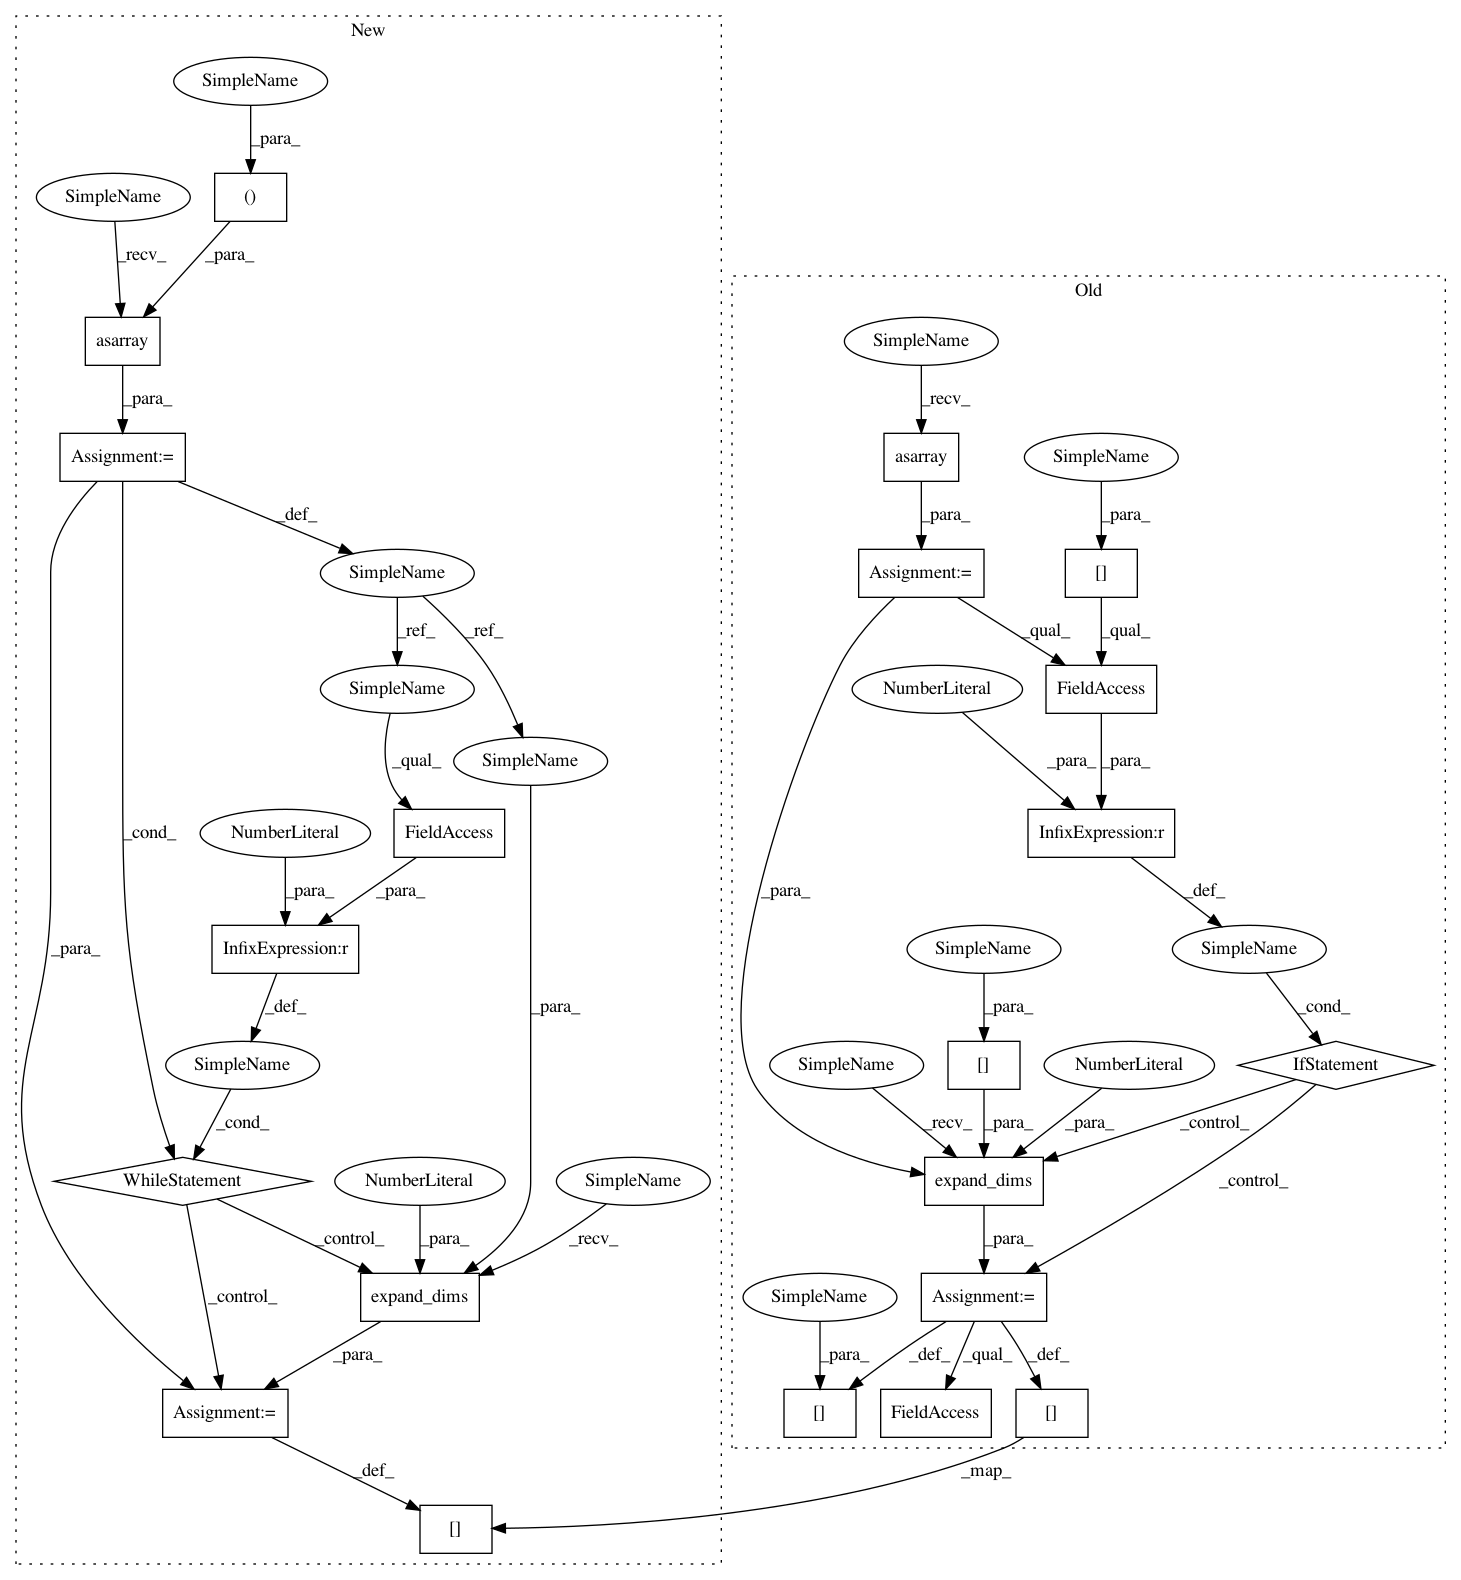 New
SimpleName
_para_
SimpleName
()
_recv_
_para_
Old
asarray
SimpleName
_para_
_recv_
Assignment:=
asarray
SimpleName
_def_
_para_
_para_
SimpleName
Assignment:=
[]
_ref_
_ref_
_qual_
_qual_
SimpleName
NumberLiteral
FieldAccess
SimpleName
_qual_
_para_
_para_
NumberLiteral
FieldAccess
InfixExpression:r
_cond_
_para_
_para_
_para_
_def_
InfixExpression:r
SimpleName
SimpleName
_para_
_def_
_para_
_para_
_cond_
SimpleName
SimpleName
[]
NumberLiteral
IfStatement
_cond_
_recv_
_para_
_para_
_control_
WhileStatement
NumberLiteral
SimpleName
expand_dims
_control_
_control_
_para_
_recv_
_para_
_control_
expand_dims
SimpleName
Assignment:=
_para_
_para_
_def_
_qual_
_def_
Assignment:=
[]
FieldAccess
[]
_def_
_map_
[]